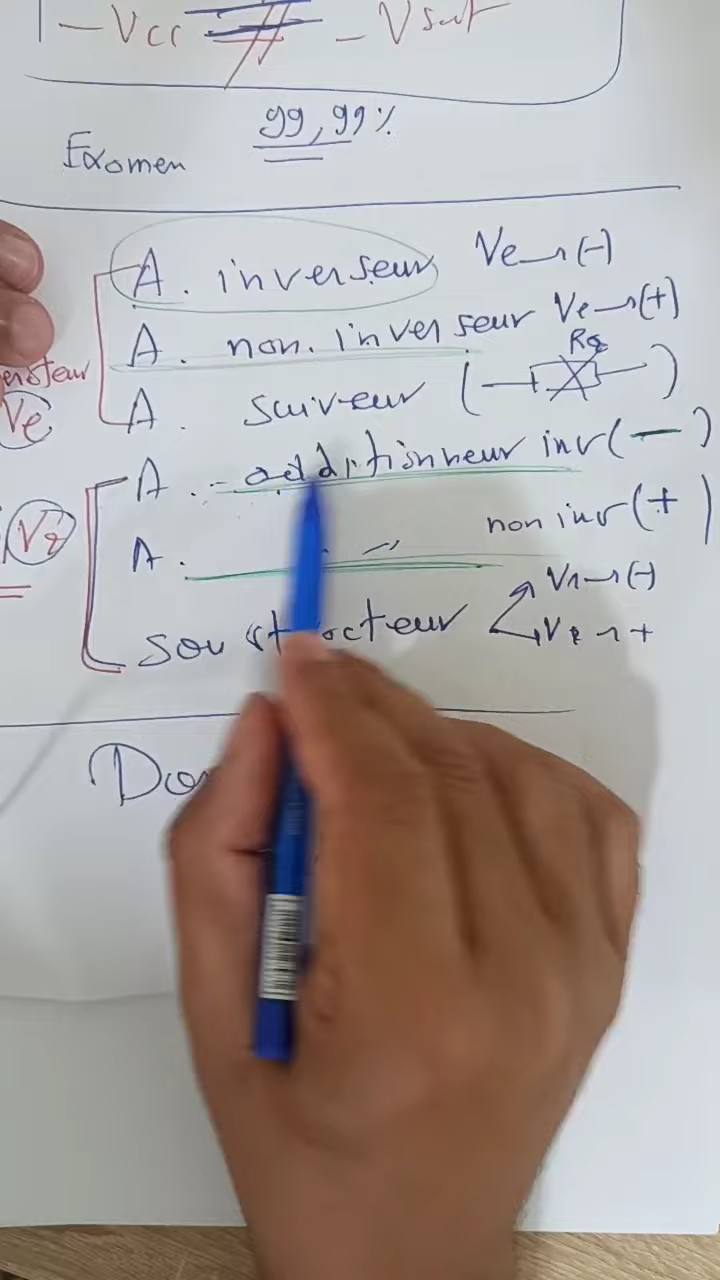 -Vcc - Vsat
Examen 99,99%
A. inverseur Ve→(-)
A. non. inverseur Ve→(+)
A. suiveur ( )
Ve
A. additionneur inv(-)
A. -//- non inv(+)
V2
soustracteur V1→(-)
V2→+